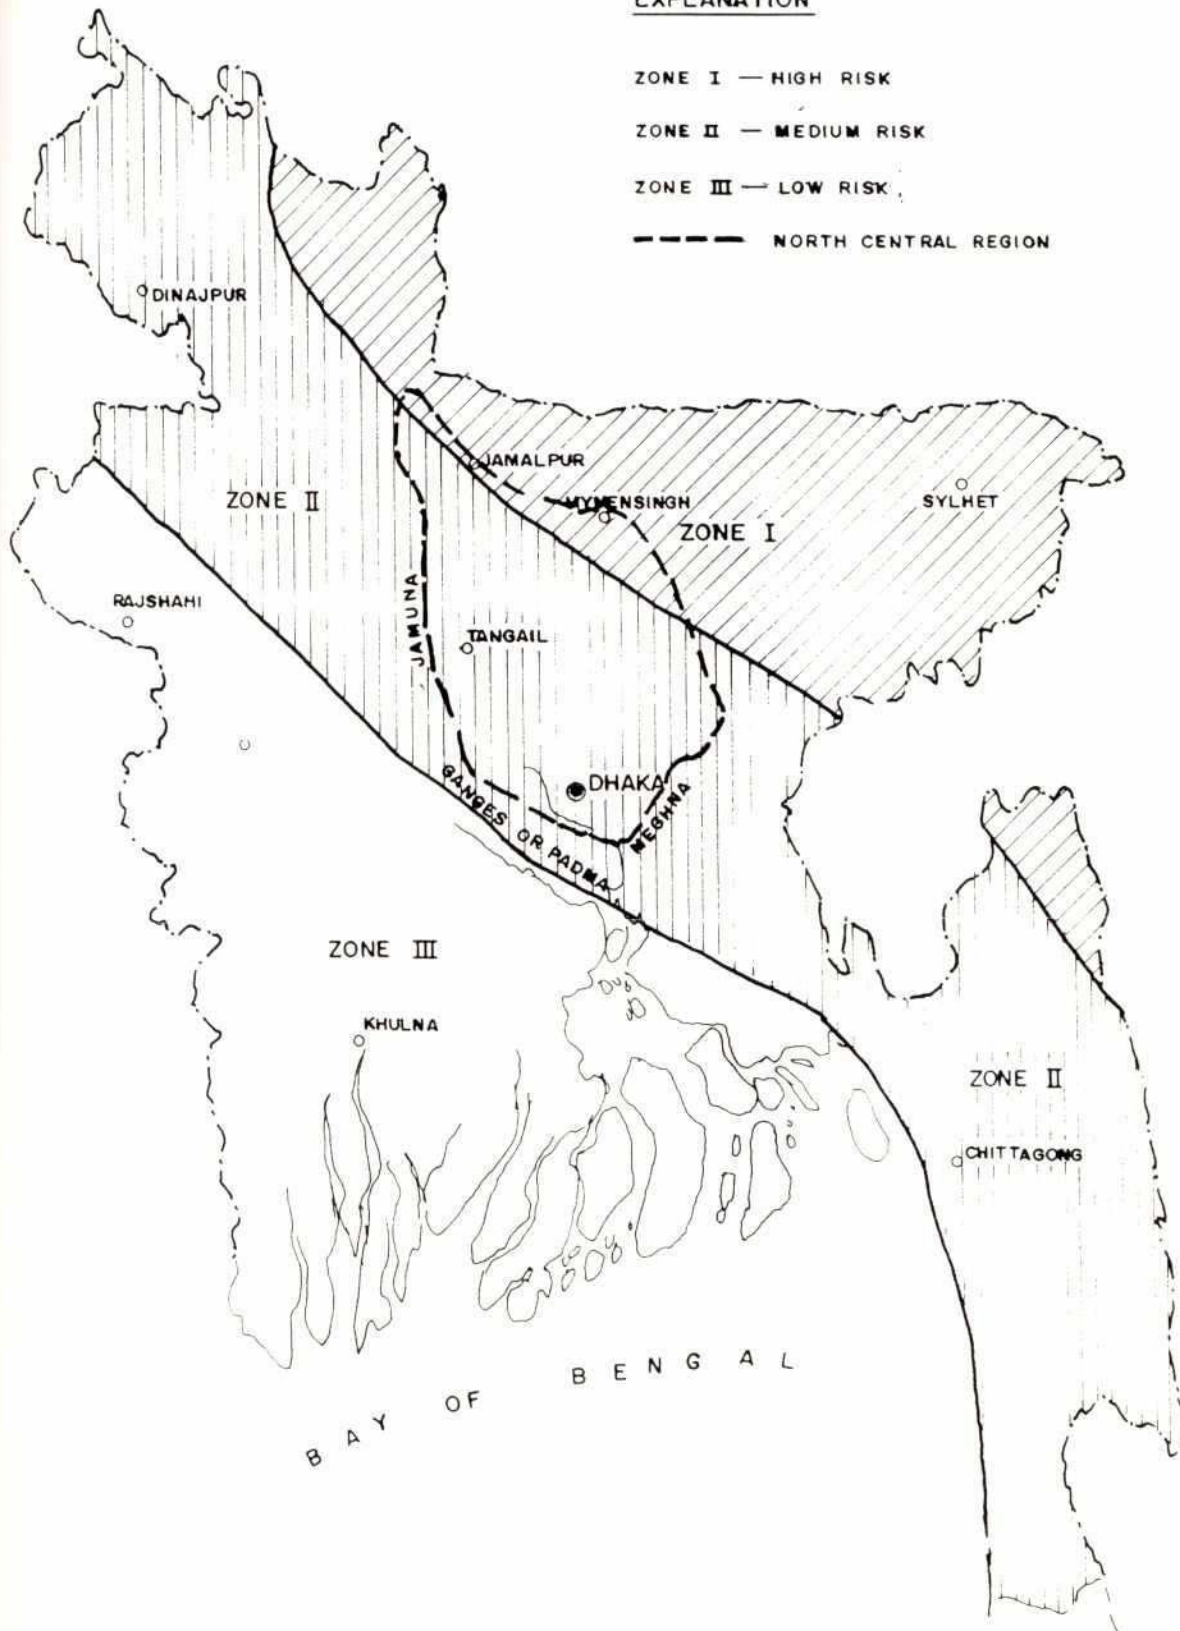 EXPLANATION
ZONE I — HIGH RISK
ZONE II — MEDIUM RISK
ZONE III — LOW RISK
NORTH CENTRAL REGION
DINAJPUR
JAMALPUR
MYMENSINGH
SYLHET
ZONE II
ZONE I
RAJSHAHI
JAMUNA
TANGAIL
DHAKA
MEGHNA
GANGES OR PADMA
ZONE III
KHULNA
ZONE II
CHITTAGONG
BAY OF BENGAL